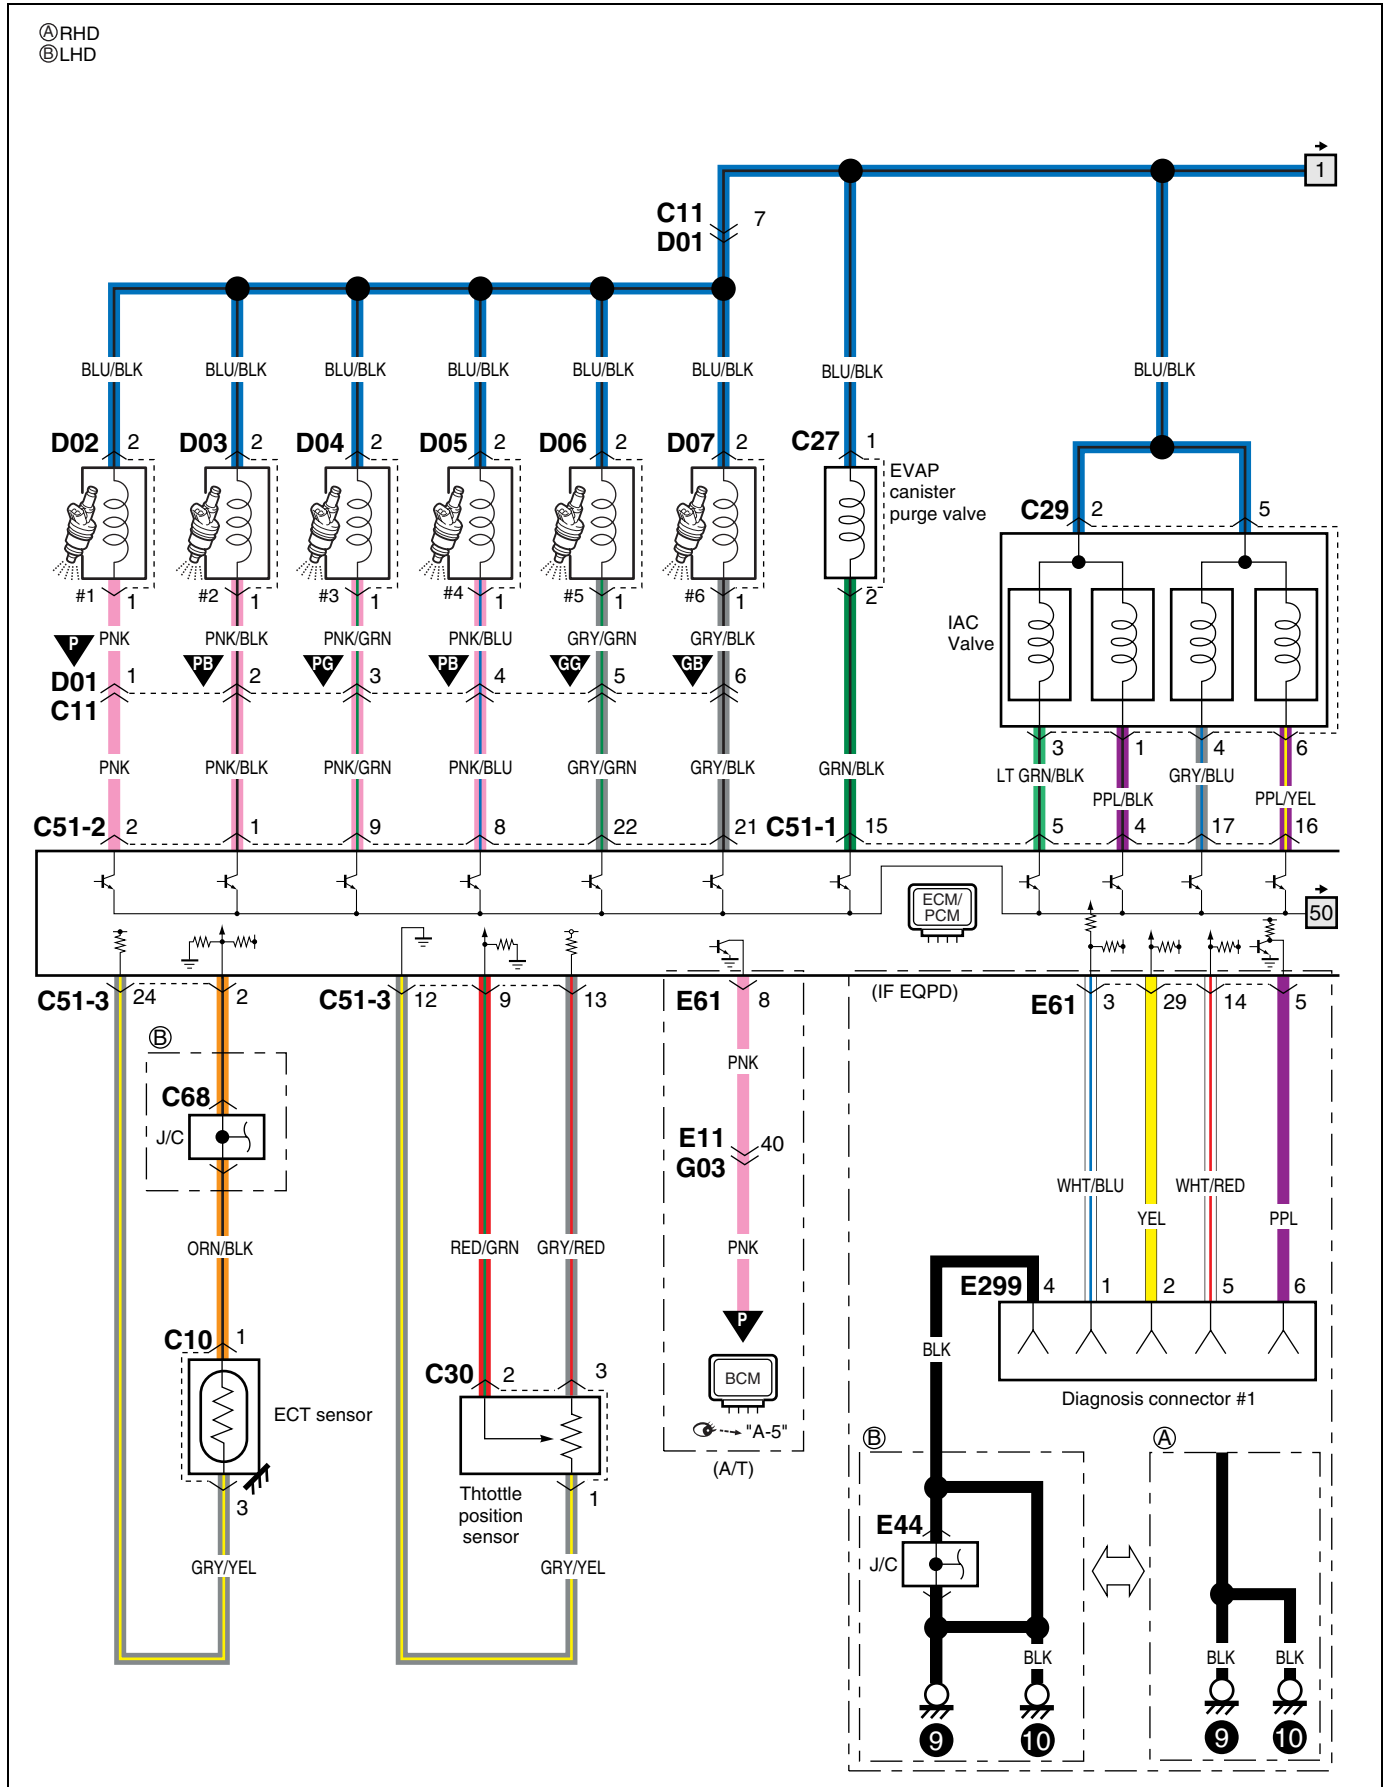 Ⓐ RHD
Ⓑ LHD
1
C11 7
D01
BLU/BLK BLU/BLK BLU/BLK BLU/BLK BLU/BLK BLU/BLK BLU/BLK BLU/BLK
D02 2 D03 2 D04 2 D05 2 D06 2 D07 2 C27 1
EVAP
canister
purge valve
C29 2 5
#1 1 #2 1 #3 1 #4 1 #5 1 #6 1 2
IAC
Valve
P PNK PNK/BLK PNK/GRN PNK/BLU GRY/GRN GRY/BLK
PB PG PB GG GB
D01 1 2 3 4 5 6
C11
3 1 4 6
PNK PNK/BLK PNK/GRN PNK/BLU GRY/GRN GRY/BLK GRN/BLK LT GRN/BLK GRY/BLU
PPL/BLK PPL/YEL
C51-2 2 1 9 8 22 21 C51-1 15 5 4 17 16
ECM/
PCM
50
C51-3 24 2 C51-3 12 9 13 E61 8 (IF EQPD) E61 3 29 14 5
Ⓑ
PNK
C68
J/C
E11 40
G03
WHT/BLU WHT/RED
YEL PPL
ORN/BLK RED/GRN GRY/RED PNK
E299 4 1 2 5 6
P
C10 1
BLK
C30 2 3
BCM
Diagnosis connector #1
ECT sensor
"A-5"
Ⓑ Ⓐ
(A/T)
3 1
Thtottle
position
sensor
E44
J/C
GRY/YEL GRY/YEL
BLK BLK BLK
9 10 9 10